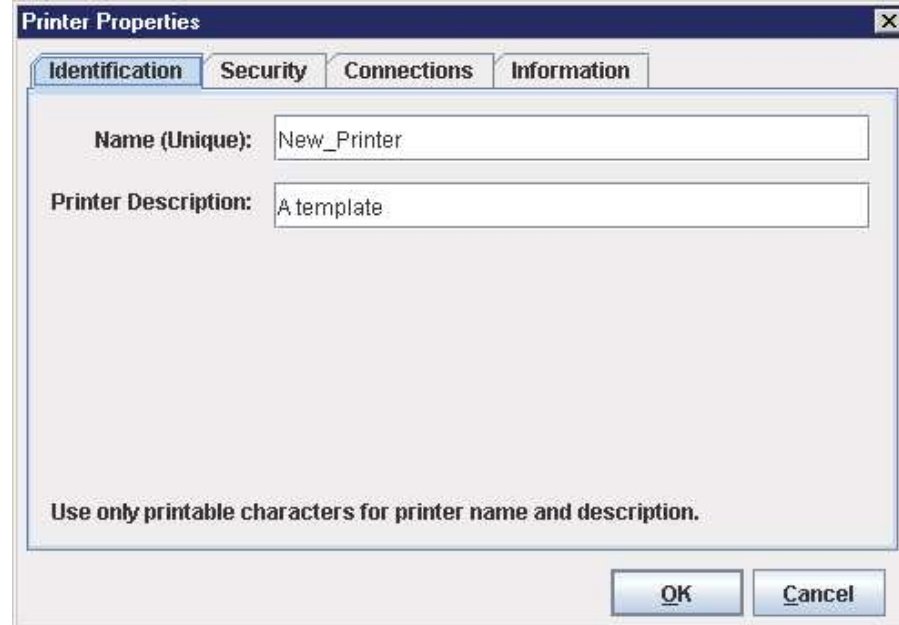 Printer Properties
Identification Security Connections Information
Name (Unique): New_Printer
Printer Description: A template
Use only printable characters for printer name and description.
OK Cancel